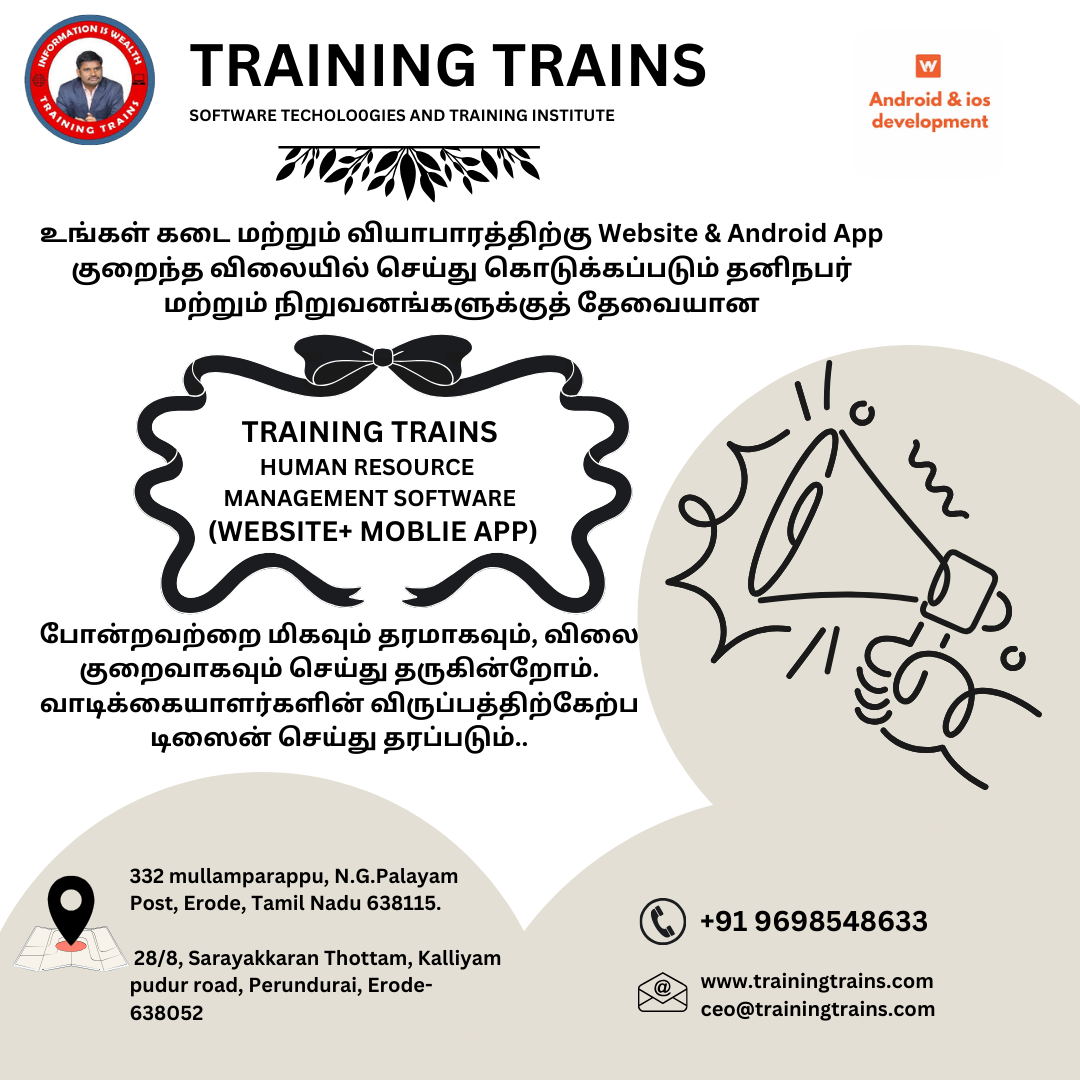 INFORMATION IS WEALTH
TRAINING TRAINS
TRAINING TRAINS
SOFTWARE TECHOLO0GIES AND TRAINING INSTITUTE
W
Android & ios
development
உங்கள் கடை மற்றும் வியாபாரத்திற்கு Website & Android App
குறைந்த விலையில் செய்து கொடுக்கப்படும் தனிநபர்
மற்றும் நிறுவனங்களுக்குத் தேவையான
TRAINING TRAINS
HUMAN RESOURCE
MANAGEMENT SOFTWARE
(WEBSITE+ MOBLIE APP)
போன்றவற்றை மிகவும் தரமாகவும், விலை
குறைவாகவும் செய்து தருகின்றோம்.
வாடிக்கையாளர்களின் விருப்பத்திற்கேற்ப
டிஸைன் செய்து தரப்படும்..
332 mullamparappu, N.G.Palayam
Post, Erode, Tamil Nadu 638115.
28/8, Sarayakkaran Thottam, Kalliyam
pudur road, Perundurai, Erode-
638052
+91 9698548633
@
www.trainingtrains.com
ceo@trainingtrains.com